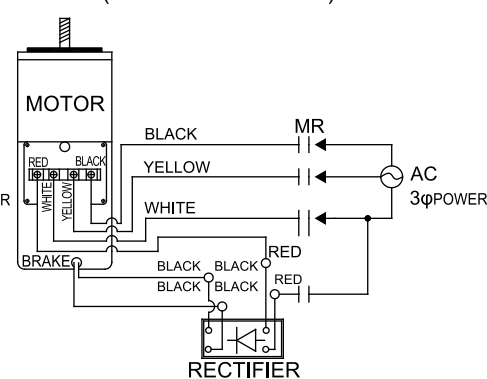 MOTOR
BLACK
MR
RED
BLACK
WHITE
YELLOW
YELLOW
AC
3φPOWER
R
WHITE
BRAKE
RED
BLACK BLACK
RED
BLACK BLACK
RECTIFIER